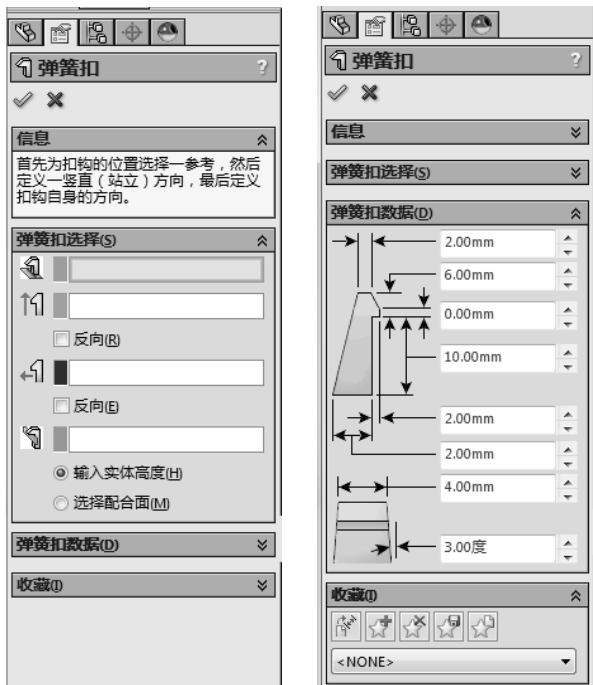 弹簧扣 ?
信息
首先为扣钩的位置选择一参考，然后
定义一竖直（站立）方向，最后定义
扣钩自身的方向。
弹簧扣选择(S)
反向(R)
反向(E)
输入实体高度(H)
选择配合面(M)
弹簧扣数据(D)
收藏(I)
弹簧扣 ?
信息
弹簧扣选择(S)
弹簧扣数据(D)
2.00mm
6.00mm
0.00mm
10.00mm
2.00mm
2.00mm
4.00mm
3.00度
收藏(I)
<NONE>